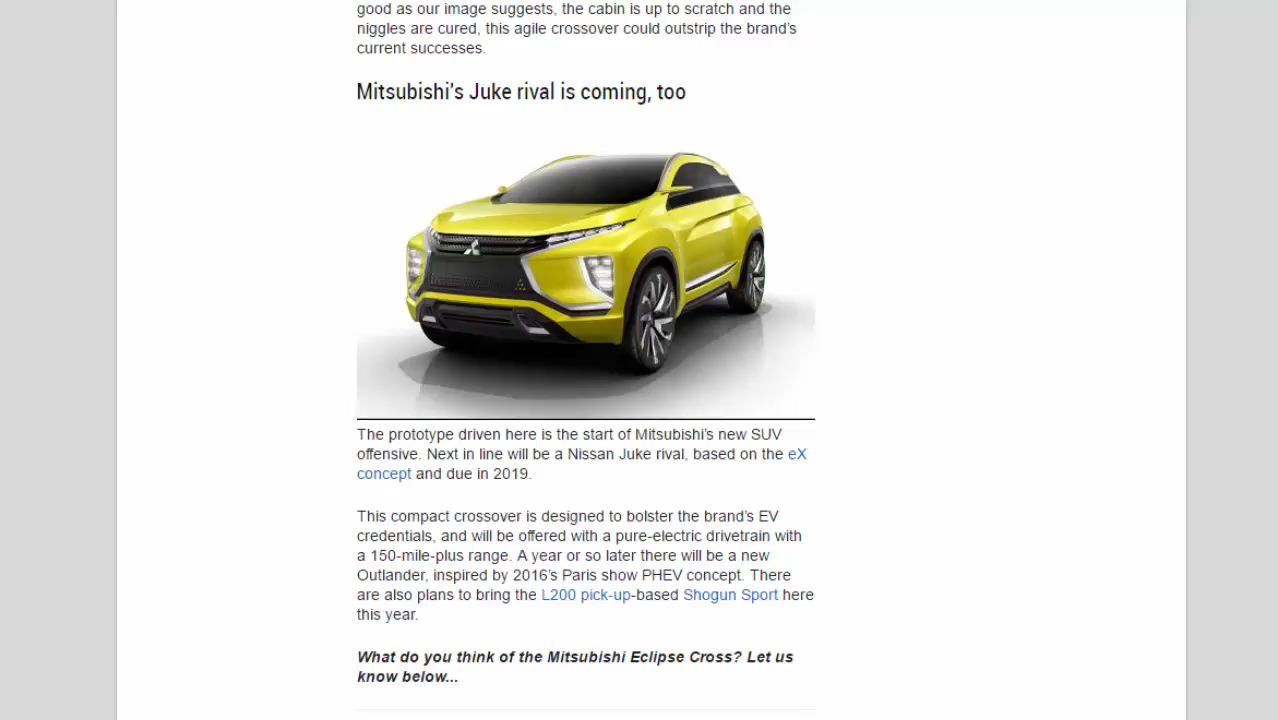 good as our image suggests, the cabin is up to scratch and the
niggles are cured, this agile crossover could outstrip the brand’s
current successes.
Mitsubishi’s Juke rival is coming, too
The prototype driven here is the start of Mitsubishi’s new SUV
offensive. Next in line will be a Nissan Juke rival, based on the eX
concept and due in 2019.
This compact crossover is designed to bolster the brand’s EV
credentials, and will be offered with a pure-electric drivetrain with
a 150-mile-plus range. A year or so later there will be a new
Outlander, inspired by 2016’s Paris show PHEV concept. There
are also plans to bring the L200 pick-up-based Shogun Sport here
this year.
What do you think of the Mitsubishi Eclipse Cross? Let us
know below...